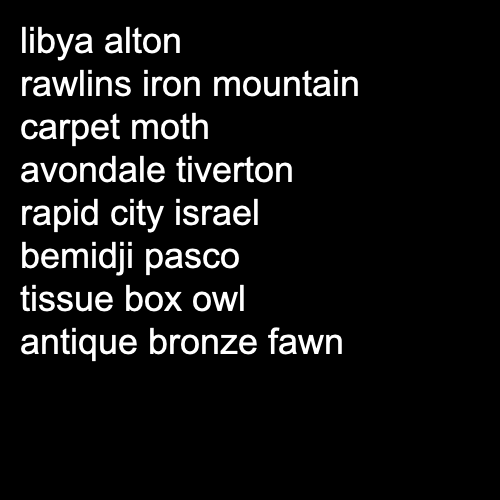 libya alton
rawlins iron mountain
carpet moth
avondale tiverton
rapid city israel
bemidji pasco
tissue box owl
antique bronze fawn